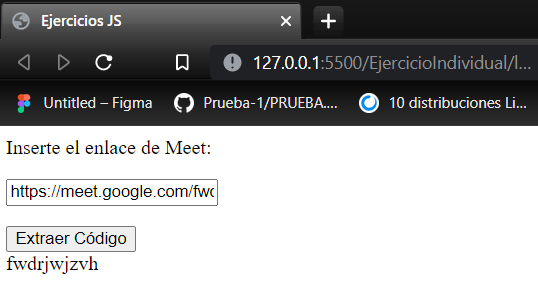 Ejercicios JS
127.0.0.1:5500/EjercicioIndividual/l...
Untitled – Figma
Prueba-1/PRUEBA....
10 distribuciones Li...
Inserte el enlace de Meet:
https://meet.google.com/fwd
Extraer Código
fwdrjwjzvh